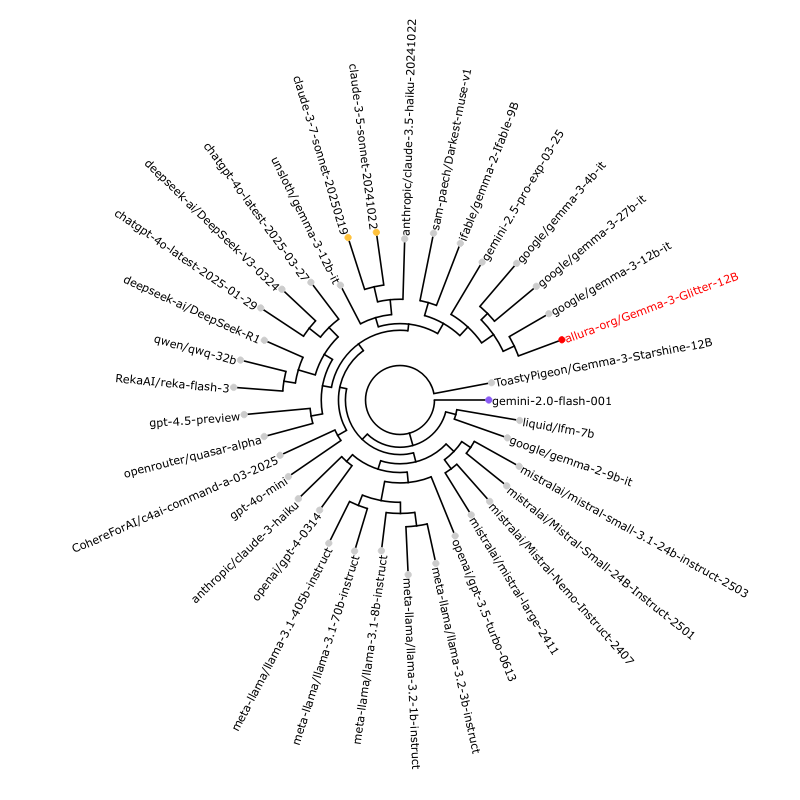 anthropic/claude-3.5-haiku-20241022
sam-paech/Darkest-muse-v1
ifable/gemma-2-Ifable-9B
gemini-2.5-pro-exp-03-25
google/gemma-3-4b-it
google/gemma-3-27b-it
google/gemma-3-12b-it
allura-org/Gemma-3-Glitter-12B
ToastyPigeon/Gemma-3-Starshine-12B
gemini-2.0-flash-001
liquid/lfm-7b
google/gemma-2-9b-it
mistralai/mistral-small-3.1-24b-instruct-2503
mistralai/Mistral-Small-24B-Instruct-2501
mistralai/Mistral-Nemo-Instruct-2407
mistralai/mistral-large-2411
openai/gpt-3.5-turbo-0613
meta-llama/llama-3.2-3b-instruct
meta-llama/llama-3.2-1b-instruct
meta-llama/llama-3.1-8b-instruct
meta-llama/llama-3.1-70b-instruct
meta-llama/llama-3.1-405b-instruct
openai/gpt-4-0314
anthropic/claude-3-haiku
gpt-4o-mini
CohereForAI/c4ai-command-a-03-2025
openrouter/quasar-alpha
gpt-4.5-preview
RekaAI/reka-flash-3
qwen/qwq-32b
deepseek-ai/DeepSeek-R1
chatgpt-4o-latest-2025-01-29
deepseek-ai/DeepSeek-V3-0324
chatgpt-4o-latest-2025-03-27
unsloth/gemma-3-12b-it
claude-3-7-sonnet-20250219
claude-3-5-sonnet-20241022